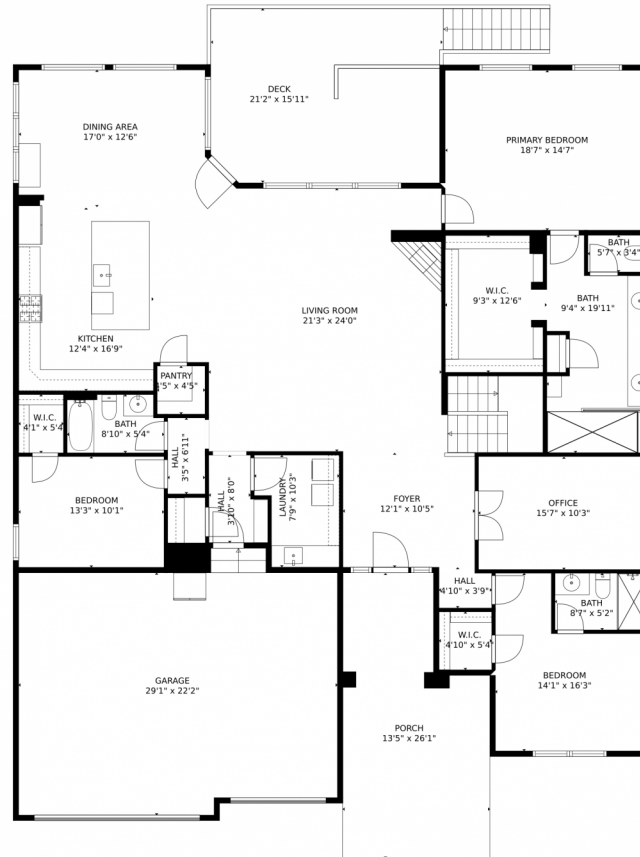 DECK
21'2" x 15'11"
DINING AREA
17'0" x 12'6"
PRIMARY BEDROOM
18'7" x 14'7"
BATH
5'7" x 3'4"
W.I.C.
9'3" x 12'6"
BATH
9'4" x 19'11"
LIVING ROOM
21'3" x 24'0"
KITCHEN
12'4" x 16'9"
PANTRY
'5" x 4'5"
W.I.C.
4'1" x 5'4
BATH
8'10" x 5'4"
HALL
3'5" x 6'11"
HALL
3'10" x 8'0"
LAUNDRY
7'9" x 10'3"
BEDROOM
13'3" x 10'1"
FOYER
12'1" x 10'5"
OFFICE
15'7" x 10'3"
HALL
4'10" x 3'9"
BATH
8'7" x 5'2"
W.I.C.
4'10" x 5'4"
GARAGE
29'1" x 22'2"
BEDROOM
14'1" x 16'3"
PORCH
13'5" x 26'1"